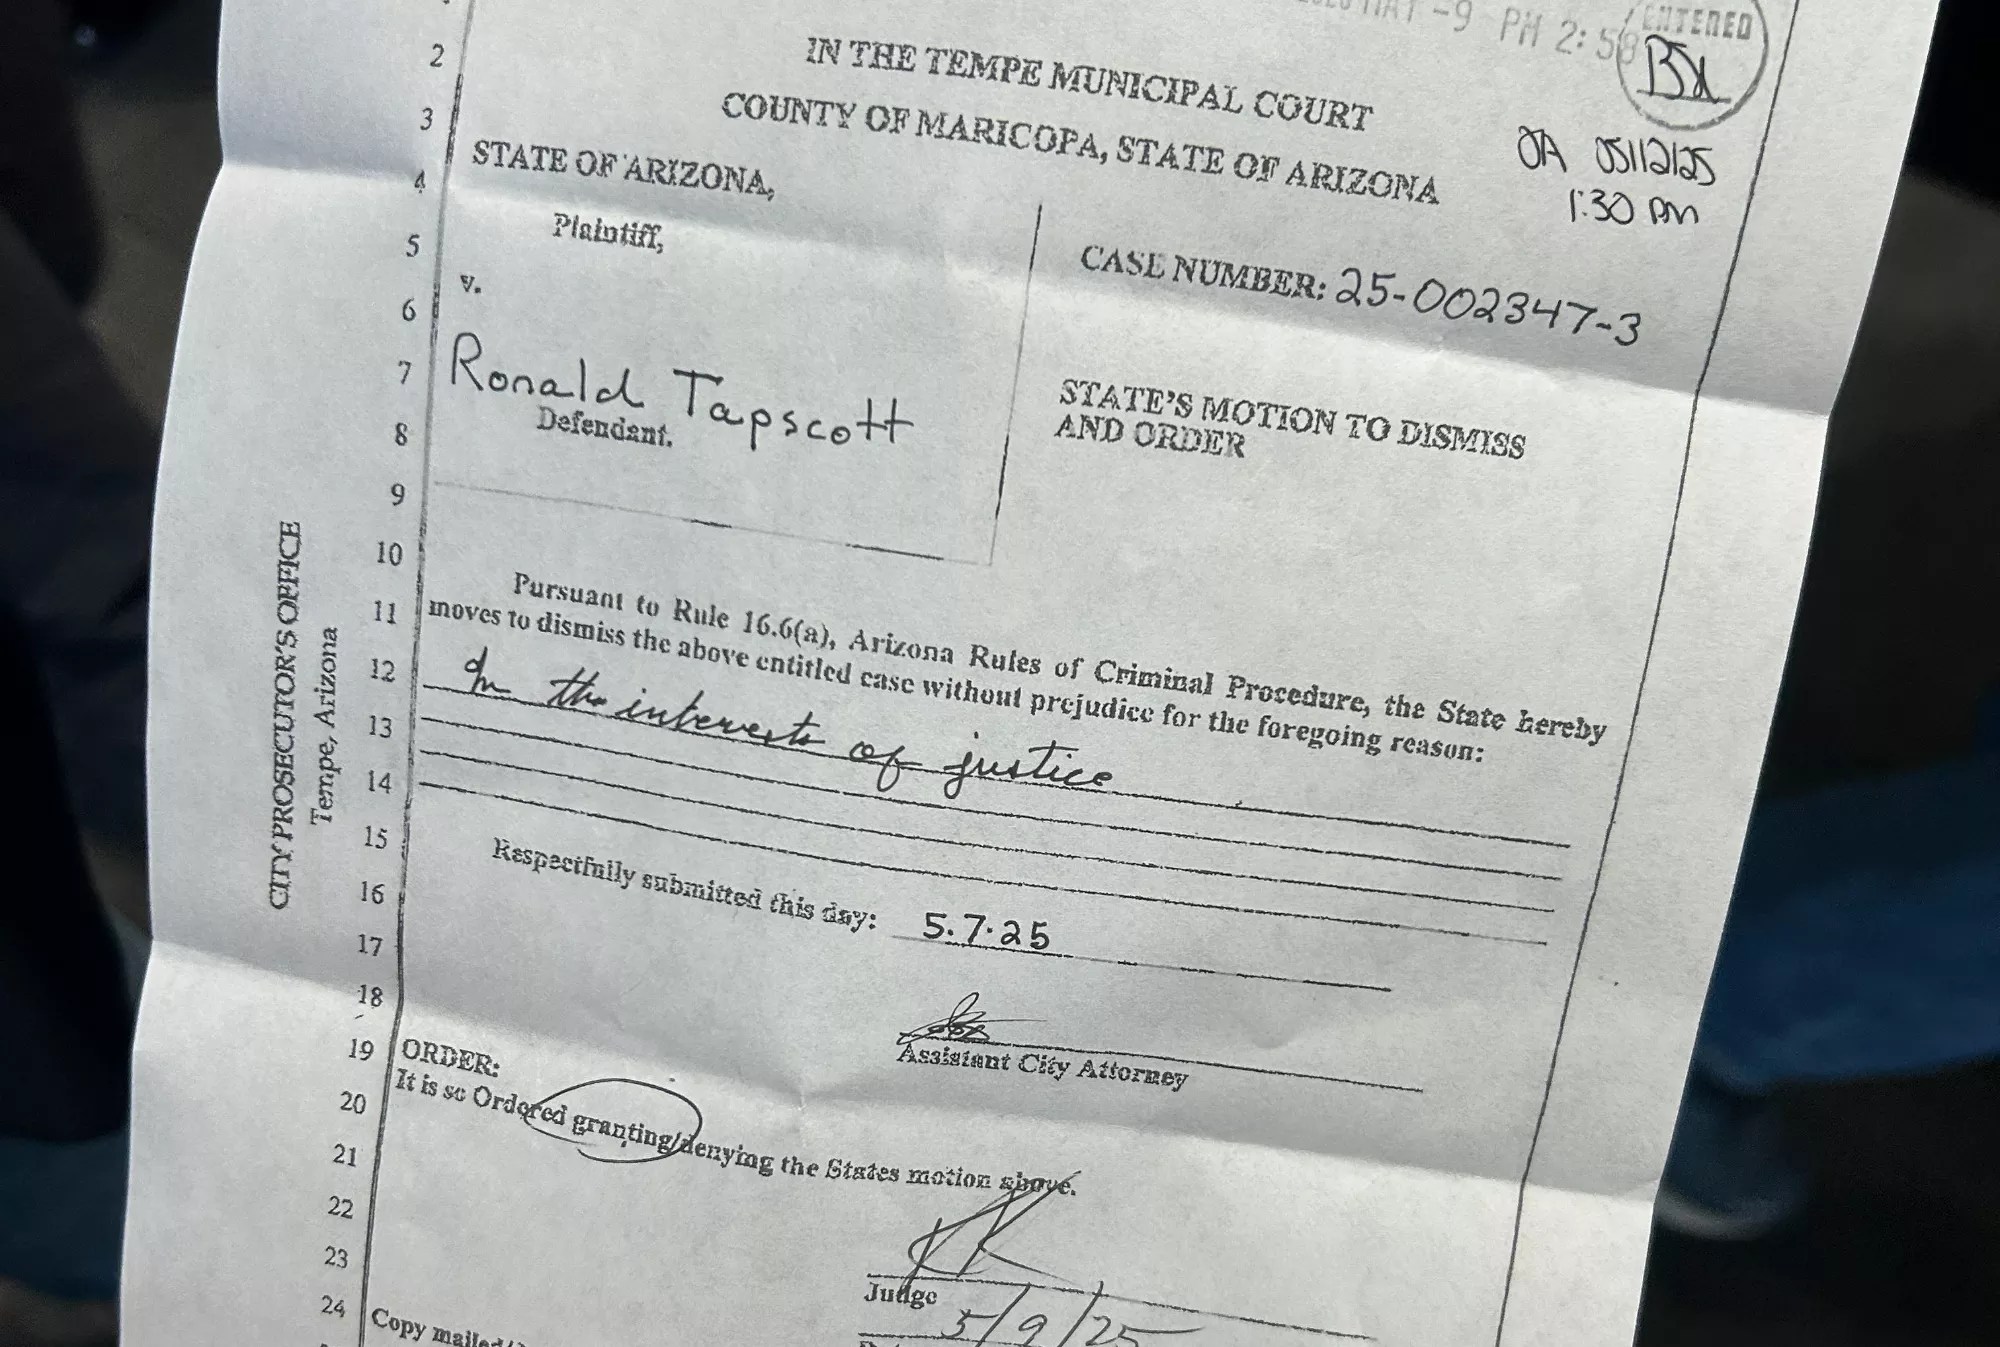 MAY -9 PM 2:58
ENTERED
2
IN THE TEMPE MUNICIPAL COURT
3
COUNTY OF MARICOPA, STATE OF ARIZONA
05/12/25
1:30 pm
4
STATE OF ARIZONA,
5
Plaintiff,
CASE NUMBER: 25-002347-3
6
v.
7
Ronald Tapscott
8
Defendant.
STATE'S MOTION TO DISMISS
AND ORDER
9
10
11
Pursuant to Rule 16.6(a), Arizona Rules of Criminal Procedure, the State hereby
moves to dismiss the above entitled case without prejudice for the foregoing reason:
12
In the interests of justice
13
14
15
16
Respectfully submitted this day: 5.7.25
17
18
Assistant City Attorney
19
ORDER:
20
It is so Ordered granting/denying the States motion above.
21
22
23
Judge
24
5/9/25
Copy mailed/
CITY PROSECUTOR'S OFFICE
Tempe, Arizona